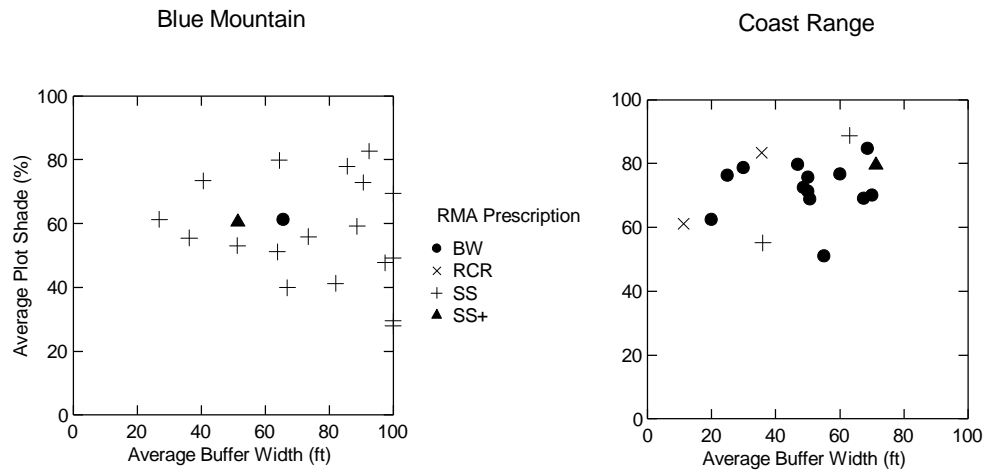 Blue Mountain
Coast Range
100
80
60
40
20
0
Average Plot Shade (%)
0 20 40 60 80 100
Average Buffer Width (ft)
RMA Prescription
BW
RCR
SS
SS+
100
80
60
40
20
0
0 20 40 60 80 100
Average Buffer Width (ft)